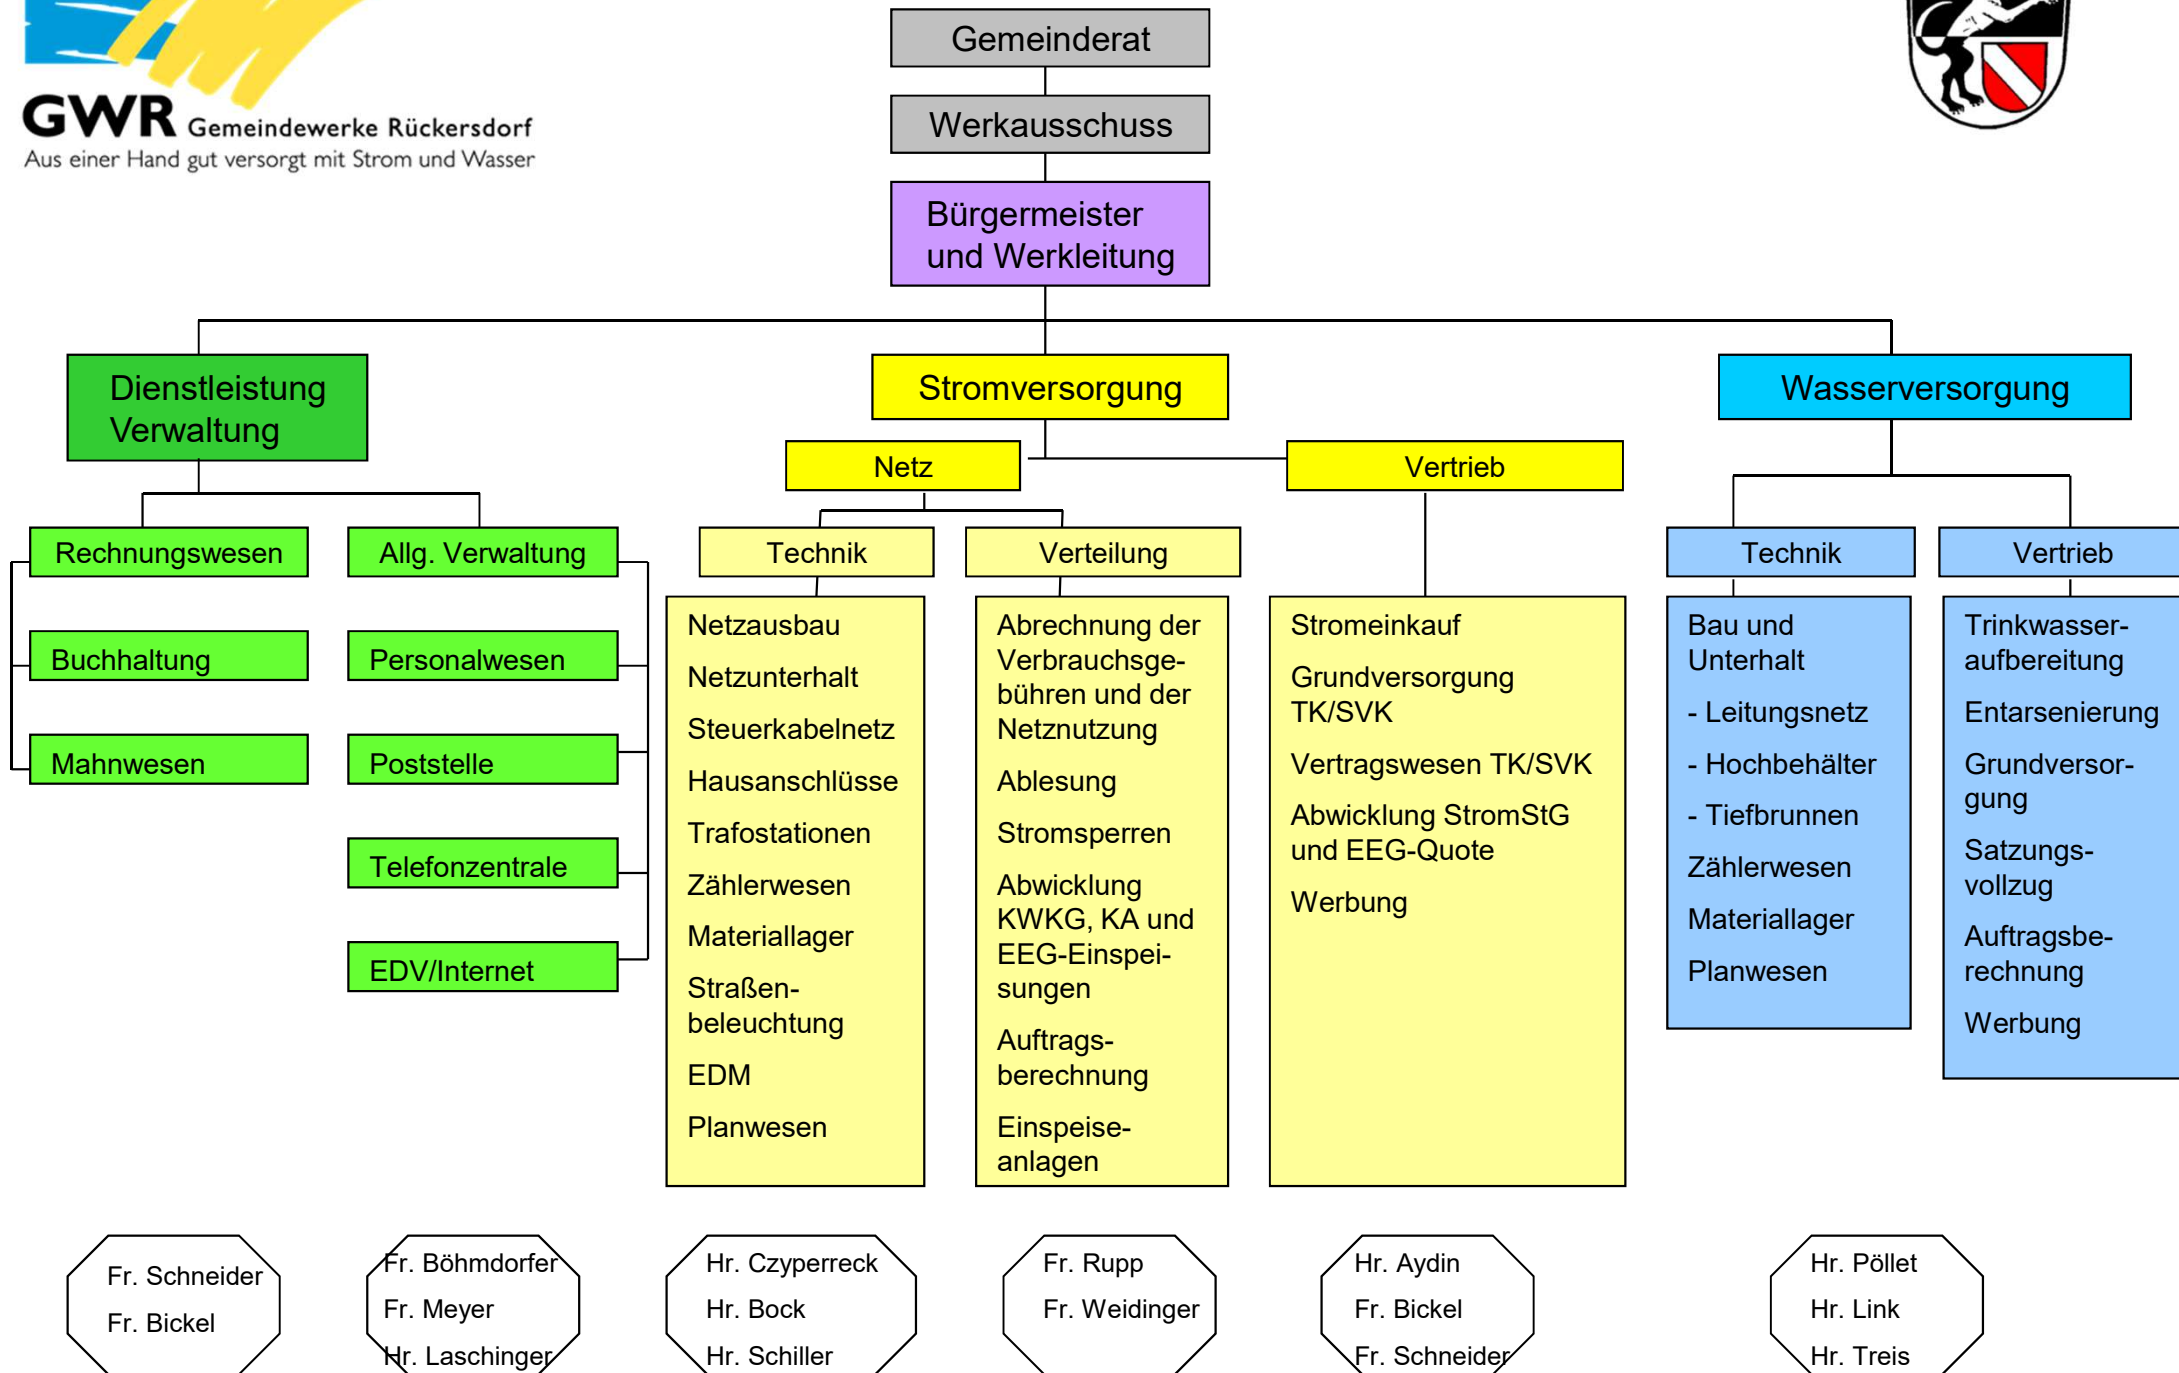 GWR Gemeindewerke Rückersdorf
Aus einer Hand gut versorgt mit Strom und Wasser
Gemeinderat
Werkausschuss
Bürgermeister
und Werkleitung
Dienstleistung
Verwaltung
Stromversorgung
Wasserversorgung
Netz
Vertrieb
Rechnungswesen
Buchhaltung
Mahnwesen
Allg. Verwaltung
Personalwesen
Poststelle
Telefonzentrale
EDV/Internet
Technik
Netzausbau
Netzunterhalt
Steuerkabelnetz
Hausanschlüsse
Trafostationen
Zählerwesen
Materiallager
Straßen-
beleuchtung
EDM
Planwesen
Verteilung
Abrechnung der
Verbrauchsge-
bühren und der
Netznutzung
Ablesung
Stromsperren
Abwicklung
KWKG, KA und
EEG-Einspei-
sungen
Auftrags-
berechnung
Einspeise-
anlagen
Stromeinkauf
Grundversorgung
TK/SVK
Vertragswesen TK/SVK
Abwicklung StromStG
und EEG-Quote
Werbung
Technik
Bau und
Unterhalt
- Leitungsnetz
- Hochbehälter
- Tiefbrunnen
Zählerwesen
Materiallager
Planwesen
Vertrieb
Trinkwasser-
aufbereitung
Entarsenierung
Grundversor-
gung
Satzungs-
vollzug
Auftragsbe-
rechnung
Werbung
Fr. Schneider
Fr. Bickel
Fr. Böhmdorfer
Fr. Meyer
Hr. Laschinger
Hr. Czyperreck
Hr. Bock
Hr. Schiller
Fr. Rupp
Fr. Weidinger
Hr. Aydin
Fr. Bickel
Fr. Schneider
Hr. Pöllet
Hr. Link
Hr. Treis